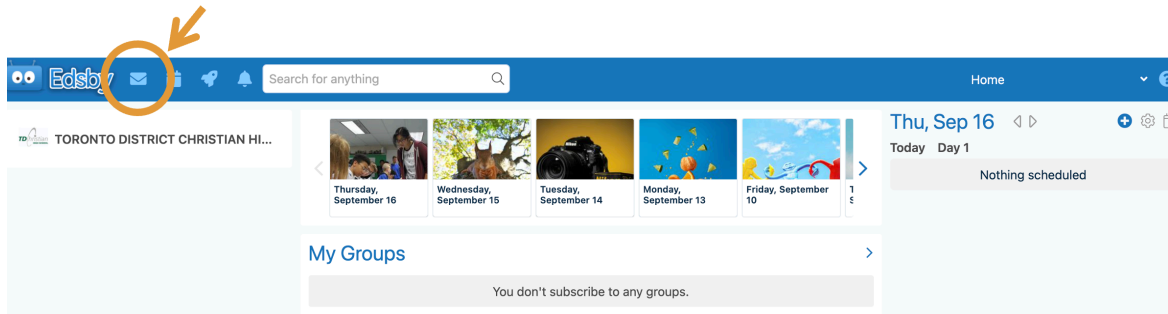 Edsby
Search for anything
Home
TORONTO DISTRICT CHRISTIAN HI...
Thursday,
September 16
Wednesday,
September 15
Tuesday,
September 14
Monday,
September 13
Friday, September
10
Thu, Sep 16
Today Day 1
Nothing scheduled
My Groups
You don't subscribe to any groups.